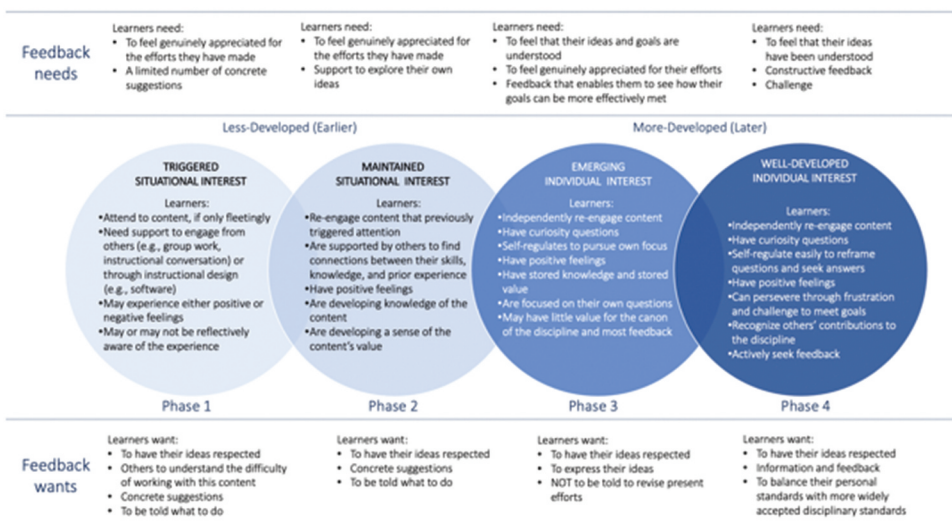 Feedback
needs
Learners need:
• To feel genuinely appreciated for
the efforts they have made
• A limited number of concrete
suggestions
Learners need:
• To feel genuinely appreciated for
the efforts they have made
• Support to explore their own
ideas
Learners need:
• To feel that their ideas and goals are
understood
• To feel genuinely appreciated for their efforts
• Feedback that enables them to see how their
goals can be more effectively met
Learners need:
• To feel that their ideas
have been understood
• Constructive feedback
• Challenge
Less-Developed (Earlier)
More-Developed (Later)
TRIGGERED
SITUATIONAL INTEREST
Learners:
•Attend to content, if only fleetingly
•Need support to engage from
others (e.g., group work,
instructional conversation) or
through instructional design
(e.g., software)
•May experience either positive or
negative feelings
•May or may not be reflectively
aware of the experience
Phase 1
MAINTAINED
SITUATIONAL INTEREST
Learners:
•Re-engage content that previously
triggered attention
•Are supported by others to find
connections between their skills,
knowledge, and prior experience
•Have positive feelings
•Are developing knowledge of the
content
•Are developing a sense of the
content's value
Phase 2
EMERGING
INDIVIDUAL INTEREST
Learners:
•Independently re-engage content
•Have curiosity questions
•Self-regulates to pursue own focus
•Have positive feelings
•Have stored knowledge and stored
value
•Are focused on their own questions
•May have little value for the canon
of the discipline and most feedback
Phase 3
WELL-DEVELOPED
INDIVIDUAL INTEREST
Learners:
•Independently re-engage content
•Have curiosity questions
•Self-regulate easily to reframe
questions and seek answers
•Have positive feelings
•Can persevere through frustration
and challenge to meet goals
•Recognize others' contributions to
the discipline
•Actively seek feedback
Phase 4
Feedback
wants
Learners want:
• To have their ideas respected
• Others to understand the difficulty
of working with this content
• Concrete suggestions
• To be told what to do
Learners want:
• To have their ideas respected
• Concrete suggestions
• To be told what to do
Learners want:
• To have their ideas respected
• To express their ideas
• NOT to be told to revise present
efforts
Learners want:
• To have their ideas respected
• Information and feedback
• To balance their personal
standards with more widely
accepted disciplinary standards